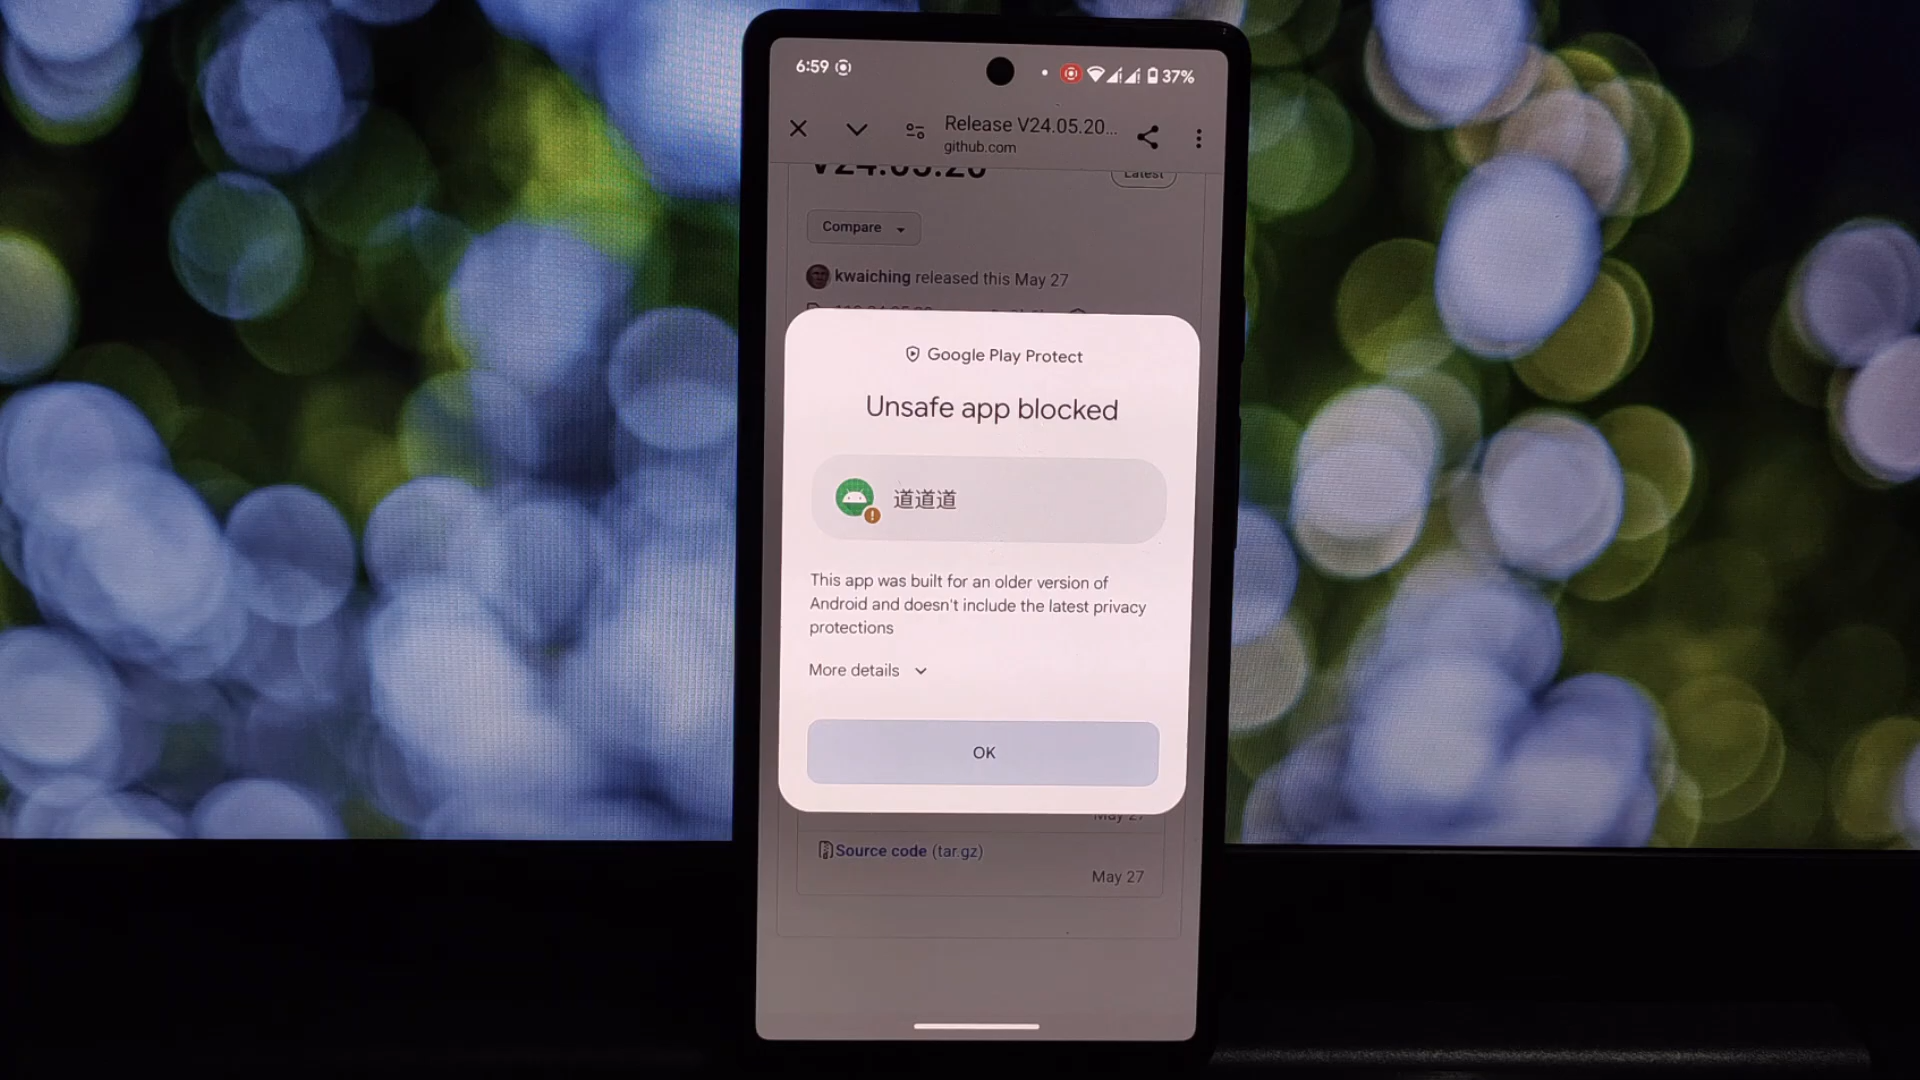 6:59
37%
Release V24.05.20...
github.com
V24.05.20
Latest
Compare
kwaiching released this May 27
Google Play Protect
Unsafe app blocked
道道道
This app was built for an older version of
Android and doesn't include the latest privacy
protections
More details
OK
May 27
Source code (tar.gz)
May 27